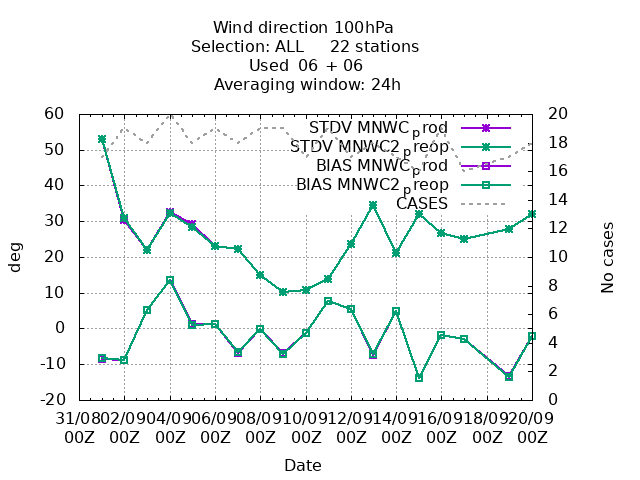 Wind direction 100hPa
Selection: ALL 22 stations
Used 06 + 06
Averaging window: 24h
60 20
STDV MNWC_prod
50 STDV MNWC2_preop 18
BIAS MNWC_prod 16
40 BIAS MNWC2_preop
CASES 14
30 12
20 10
10 8
0 6
-10 4
2
-20 0
deg
No cases
31/08 02/09 04/09 06/09 08/09 10/09 12/09 14/09 16/09 18/09 20/09
00Z 00Z 00Z 00Z 00Z 00Z 00Z 00Z 00Z 00Z 00Z
Date